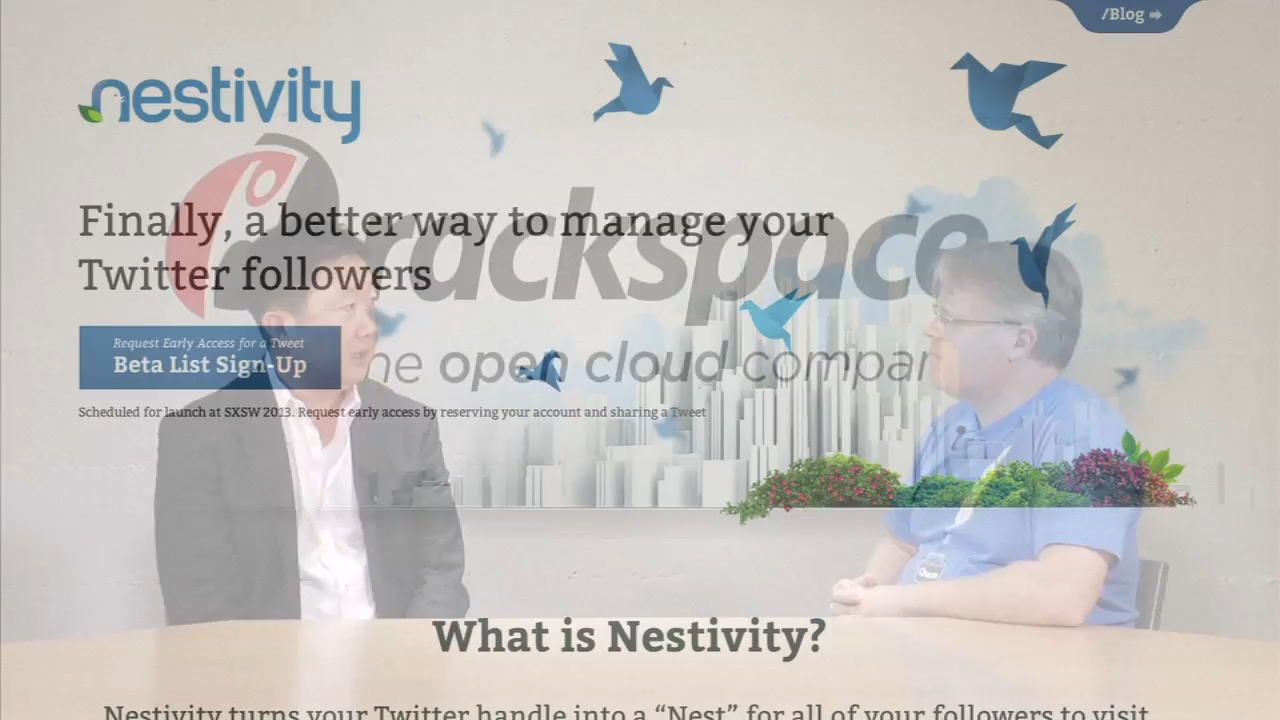 /Blog
nestivity
Finally, a better way to manage your
Twitter followers
rackspace
he open cloud compan
Request Early Access for a Tweet
Beta List Sign-Up
Scheduled for launch at SXSW 2013. Request early access by reserving your account and sharing a Tweet
What is Nestivity?
Nestivity turns your Twitter handle into a “Nest” for all of your followers to visit